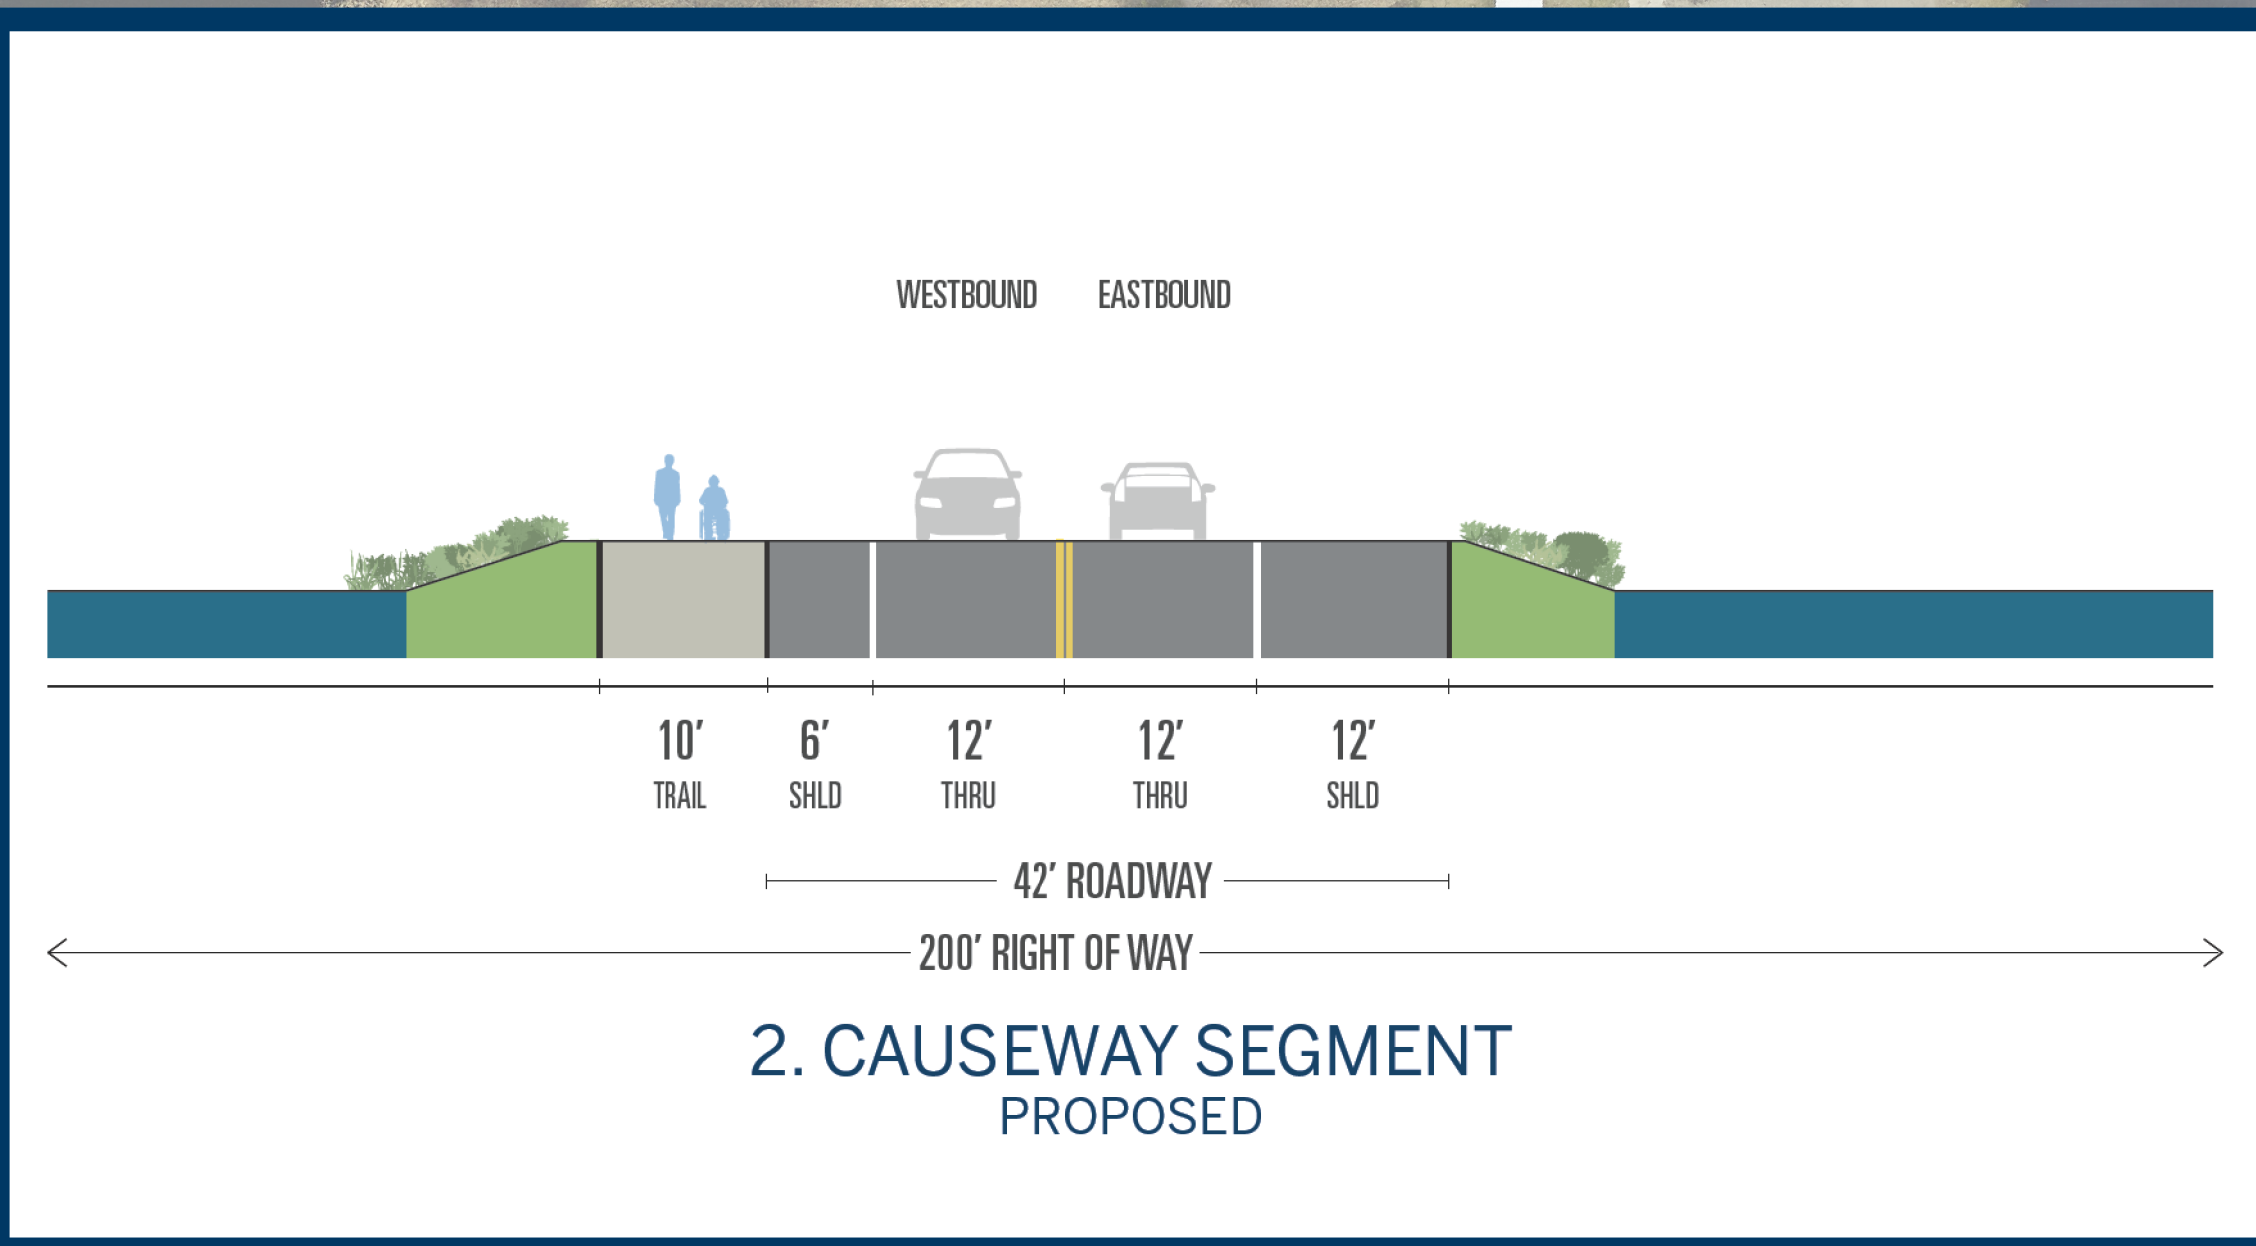 WESTBOUND EASTBOUND
10′ 6′ 12′ 12′ 12′
TRAIL SHLD THRU THRU SHLD
42′ ROADWAY
200′ RIGHT OF WAY
2. CAUSEWAY SEGMENT
PROPOSED